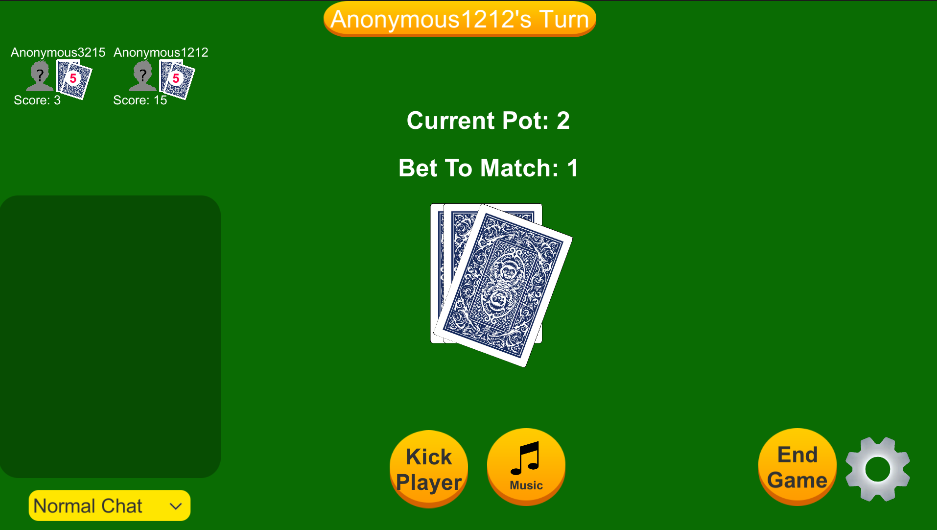 Anonymous1212's Turn
Anonymous3215 Anonymous1212
? 5 ? 5
Score: 3 Score: 15
Current Pot: 2
Bet To Match: 1
Kick
Player
Music
End
Game
Normal Chat